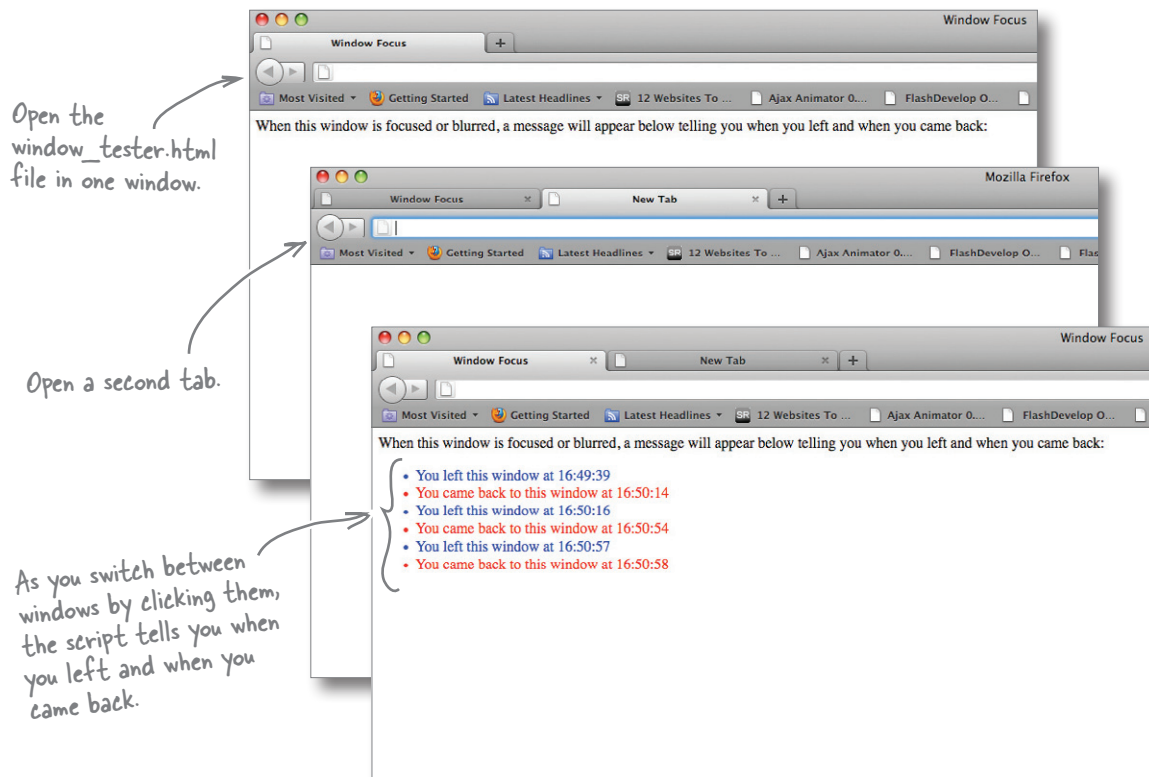 Window Focus
Window Focus
+
Most Visited
Getting Started
Latest Headlines
SR 12 Websites To ...
Ajax Animator 0....
FlashDevelop O...
When this window is focused or blurred, a message will appear below telling you when you left and when you came back:
Open the
window_tester.html
file in one window.
Mozilla Firefox
Window Focus
New Tab
+
Most Visited
Getting Started
Latest Headlines
SR 12 Websites To ...
Ajax Animator 0....
FlashDevelop O...
Flas
Open a second tab.
Window Focus
Window Focus
New Tab
+
Most Visited
Getting Started
Latest Headlines
SR 12 Websites To ...
Ajax Animator 0....
FlashDevelop O...
When this window is focused or blurred, a message will appear below telling you when you left and when you came back:
• You left this window at 16:49:39
• You came back to this window at 16:50:14
• You left this window at 16:50:16
• You came back to this window at 16:50:54
• You left this window at 16:50:57
• You came back to this window at 16:50:58
As you switch between
windows by clicking them,
the script tells you when
you left and when you
came back.